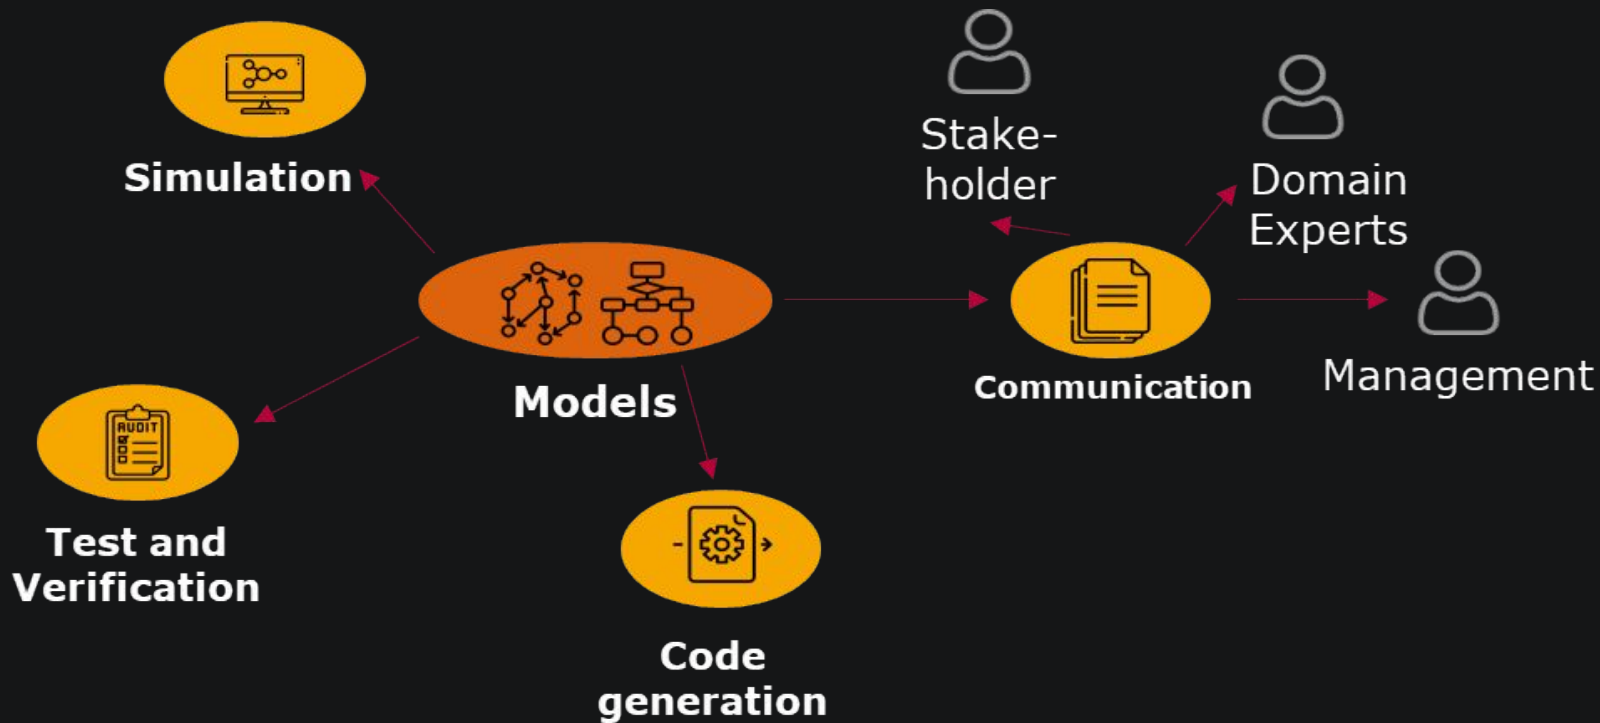 Simulation
Stake-
holder
Domain
Experts
Models
Communication
Management
AUDIT
Test and
Verification
Code
generation